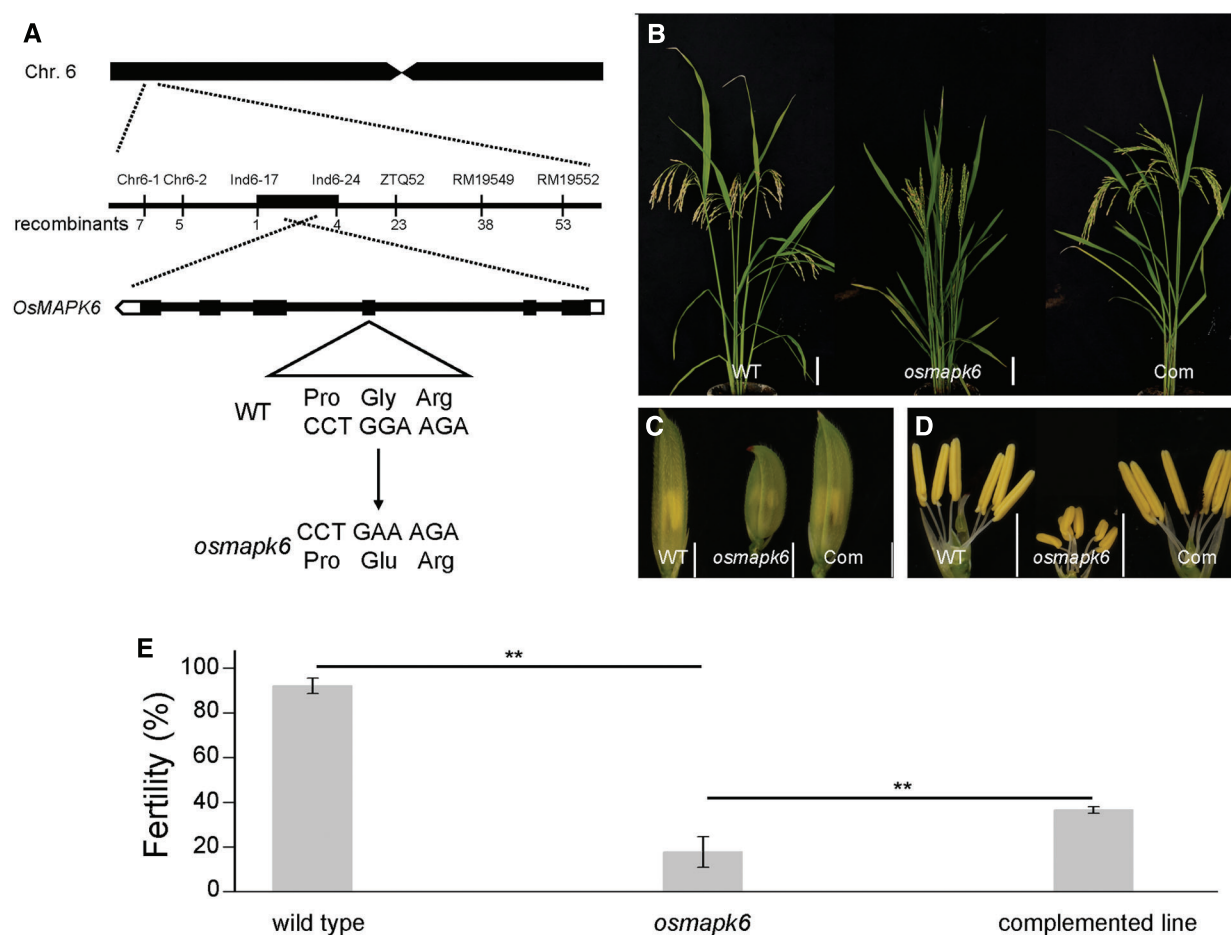 A
Chr. 6
Chr6-1 Chr6-2 Ind6-17 Ind6-24 ZTQ52 RM19549 RM19552
recombinants 7 5 1 4 23 38 53
OsMAPK6
Pro Gly Arg
WT CCT GGA AGA
osmapk6 CCT GAA AGA
Pro Glu Arg
B
WT osmapk6 Com
C
WT osmapk6 Com
D
WT osmapk6 Com
E
Fertility (%)
100
80
60
40
20
0
**
**
wild type osmapk6 complemented line